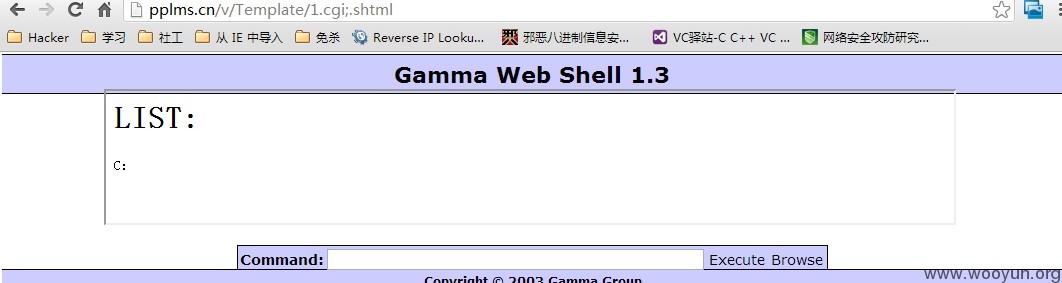 pplms.cn/v/Template/1.cgi;.shtml
Hacker 学习 社工 从 IE 中导入 免杀 Reverse IP Looku... 邪恶八进制信息安... VC驿站-C C++ VC ... 网络安全攻防研究...
Gamma Web Shell 1.3
LIST:
C:
Command: Execute Browse
Copyright © 2003 Gamma Group
www.wooyun.org